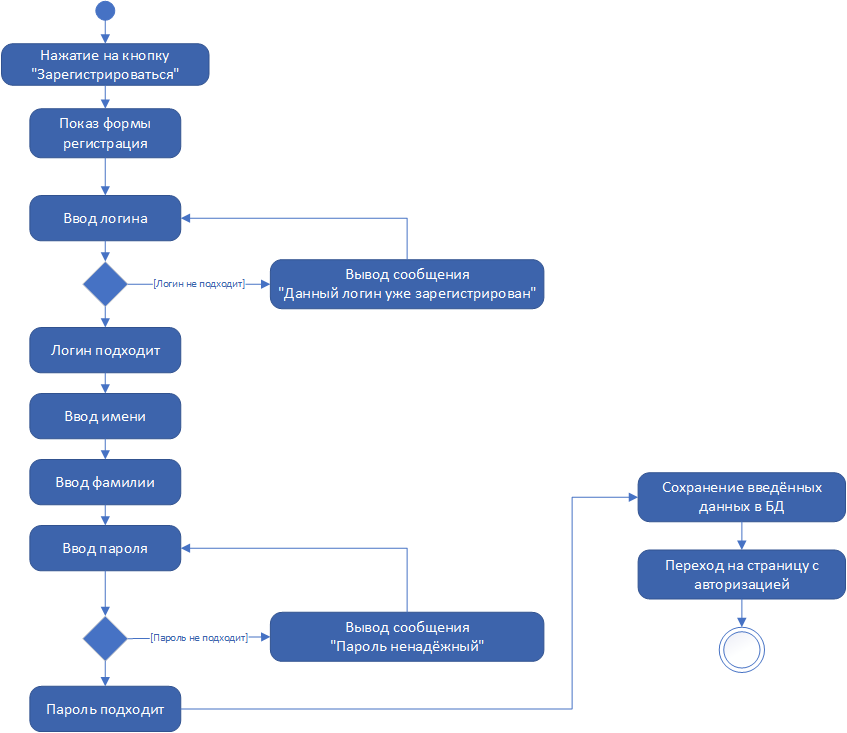 Нажатие на кнопку
"Зарегистрироваться"
Показ формы
регистрация
Ввод логина
[Логин не подходит]
Вывод сообщения
"Данный логин уже зарегистрирован"
Логин подходит
Ввод имени
Ввод фамилии
Ввод пароля
[Пароль не подходит]
Вывод сообщения
"Пароль ненадёжный"
Пароль подходит
Сохранение введённых
данных в БД
Переход на страницу с
авторизацией